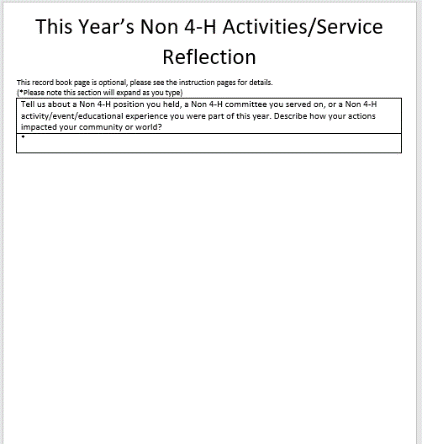 This Year's Non 4-H Activities/Service
Reflection
This record book page is optional, please see the instruction pages for details.
(*Please note this section will expand as you type)
Tell us about a Non 4-H position you held, a Non 4-H committee you served on, or a Non 4-H
activity/event/educational experience you were part of this year. Describe how your actions
impacted your community or world?
*